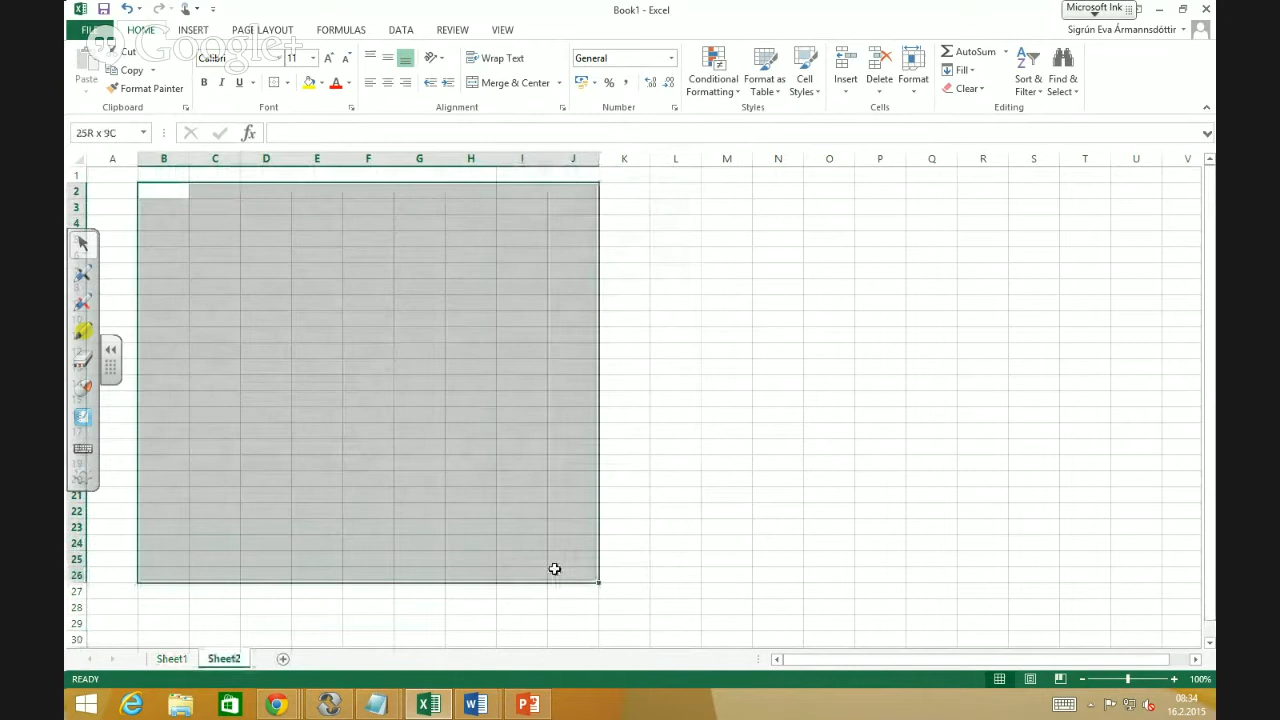 Book1 - Excel
Microsoft Ink
FILE HOME INSERT PAGE LAYOUT FORMULAS DATA REVIEW VIEW
Sigrún Eva Ármannsdóttir
Google+
Cut
Copy
Format Painter
Paste
Clipboard
Calibri 11
B I U
Font
Wrap Text
Merge & Center
Alignment
General
Number
Conditional Formatting
Format as Table
Cell Styles
Styles
Insert Delete Format
Cells
AutoSum
Fill
Clear
Sort & Filter
Find & Select
Editing
25R x 9C
fx
A B C D E F G H I J K L M N O P Q R S T U V
1
2
3
4
21
22
23
24
25
26
27
28
29
30
Sheet1 Sheet2
READY
100%
08:34
16.2.2015